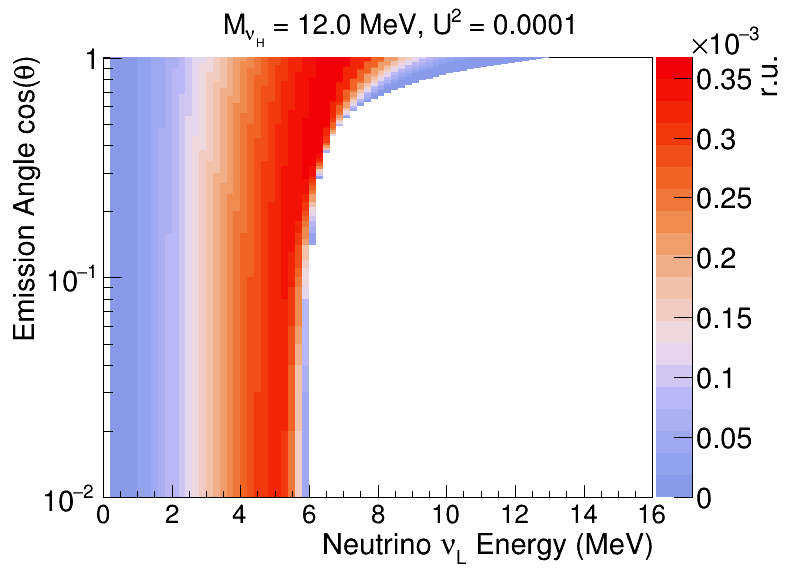 M_ν_H = 12.0 MeV, U² = 0.0001
×10⁻³
r.u.
Emission Angle cos(θ)
1
10⁻¹
10⁻²
0 2 4 6 8 10 12 14 16
Neutrino ν_L Energy (MeV)
0.35
0.3
0.25
0.2
0.15
0.1
0.05
0